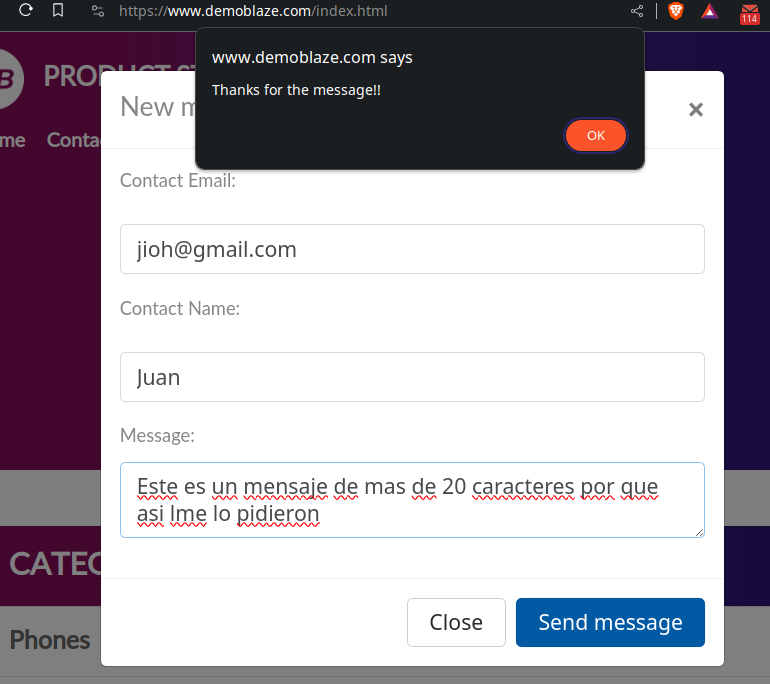 https://www.demoblaze.com/index.html
114
www.demoblaze.com says
Thanks for the message!!
OK
B
PRODUCT ST
New m
×
me Conta
Contact Email:
jioh@gmail.com
Contact Name:
Juan
Message:
Este es un mensaje de mas de 20 caracteres por que
asi lme lo pidieron
CATEG
Close Send message
Phones